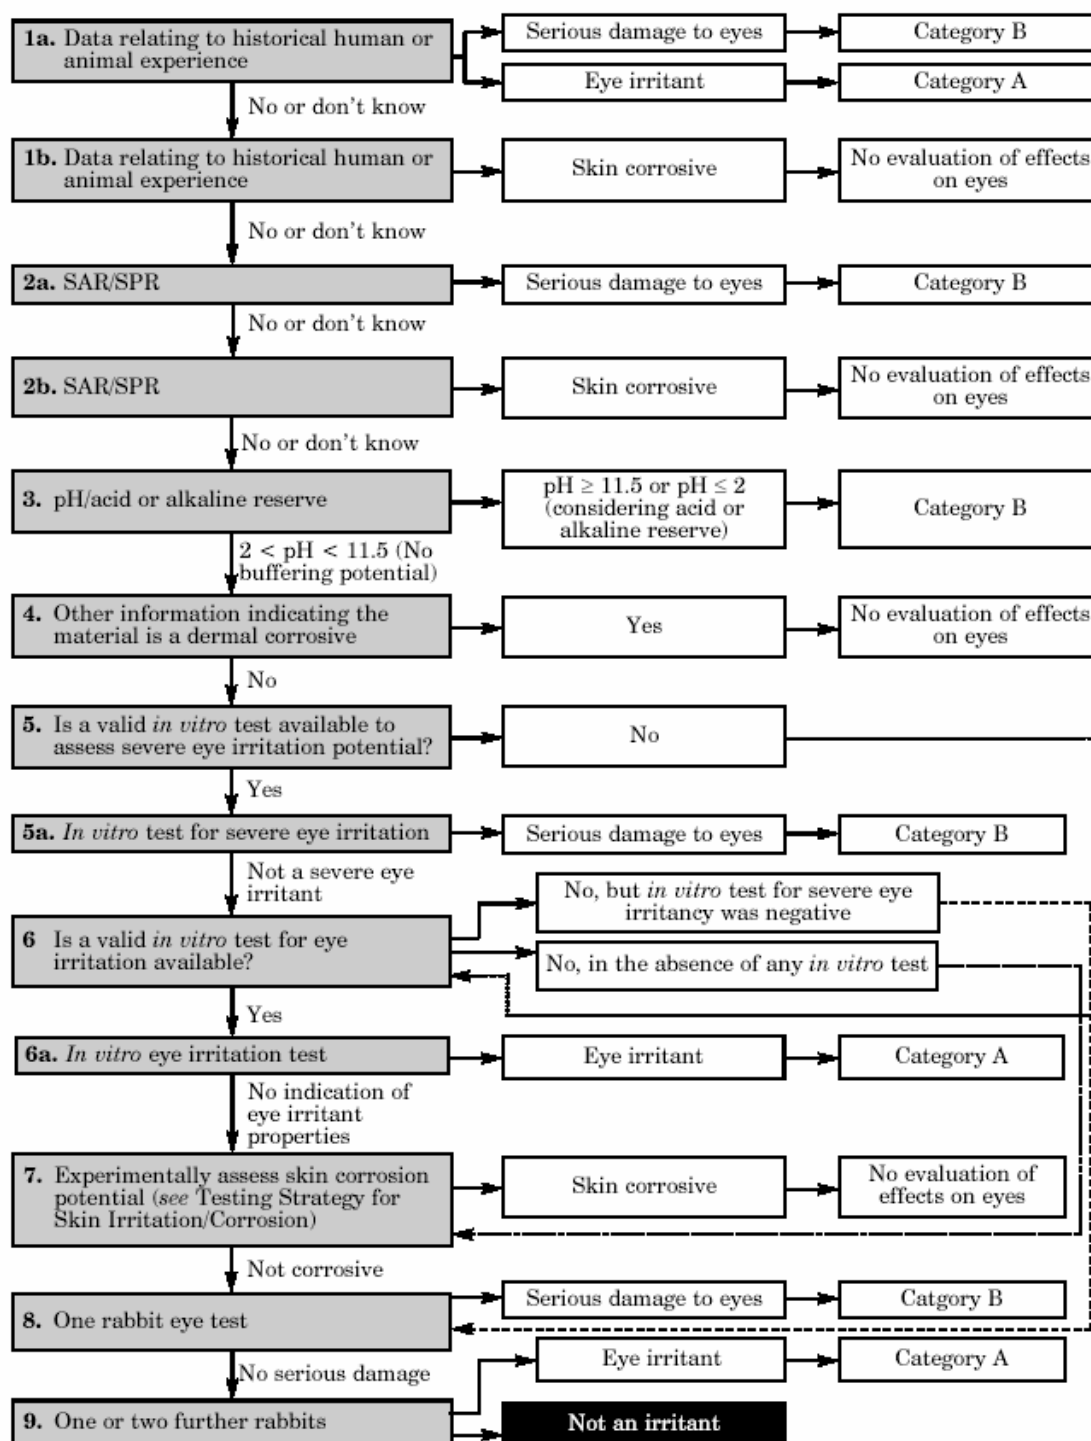 1a. Data relating to historical human or
animal experience
Serious damage to eyes
Category B
Eye irritant
Category A
No or don't know
1b. Data relating to historical human or
animal experience
Skin corrosive
No evaluation of effects
on eyes
No or don't know
2a. SAR/SPR
Serious damage to eyes
Category B
No or don't know
2b. SAR/SPR
Skin corrosive
No evaluation of effects
on eyes
No or don't know
3. pH/acid or alkaline reserve
pH ≥ 11.5 or pH ≤ 2
(considering acid or
alkaline reserve)
Category B
2 < pH < 11.5 (No
buffering potential)
4. Other information indicating the
material is a dermal corrosive
Yes
No evaluation of effects
on eyes
No
5. Is a valid in vitro test available to
assess severe eye irritation potential?
No
Yes
5a. In vitro test for severe eye irritation
Serious damage to eyes
Category B
Not a severe eye
irritant
6 Is a valid in vitro test for eye
irritation available?
No, but in vitro test for severe eye
irritancy was negative
No, in the absence of any in vitro test
Yes
6a. In vitro eye irritation test
Eye irritant
Category A
No indication of
eye irritant
properties
7. Experimentally assess skin corrosion
potential (see Testing Strategy for
Skin Irritation/Corrosion)
Skin corrosive
No evaluation of
effects on eyes
Not corrosive
8. One rabbit eye test
Serious damage to eyes
Catgory B
No serious damage
Eye irritant
Category A
9. One or two further rabbits
Not an irritant